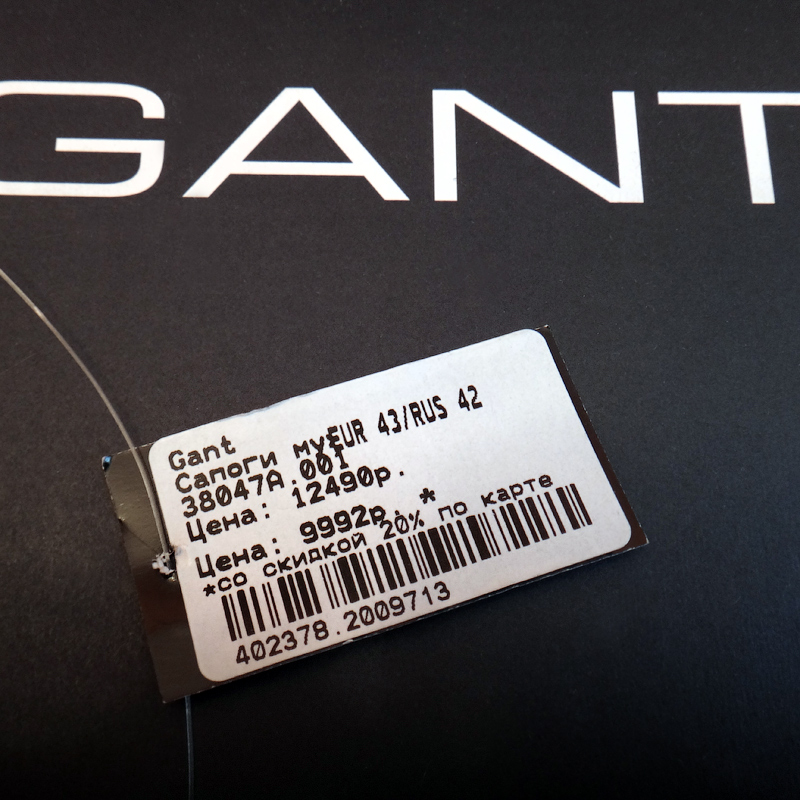 GANT
Gant
Сапоги му EUR 43/RUS 42
38047A.001
Цена: 12490р.
Цена: 9992р. *
*со скидкой 20% по карте
402378.2009713